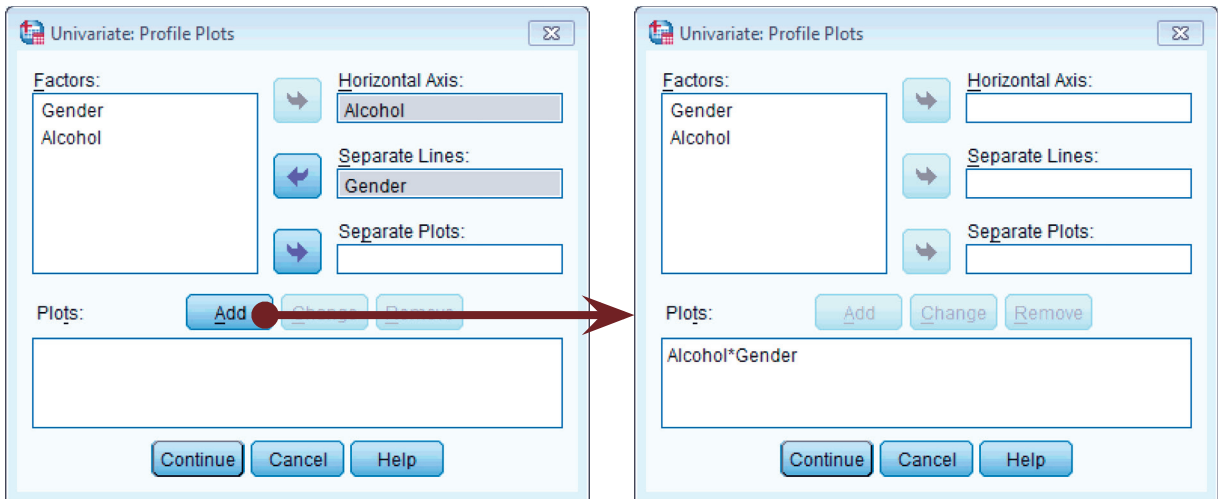 Univariate: Profile Plots
Factors:
Gender
Alcohol
Horizontal Axis:
Alcohol
Separate Lines:
Gender
Separate Plots:
Plots:
Add
Change
Remove
Continue
Cancel
Help
Univariate: Profile Plots
Factors:
Gender
Alcohol
Horizontal Axis:
Separate Lines:
Separate Plots:
Plots:
Add
Change
Remove
Alcohol*Gender
Continue
Cancel
Help